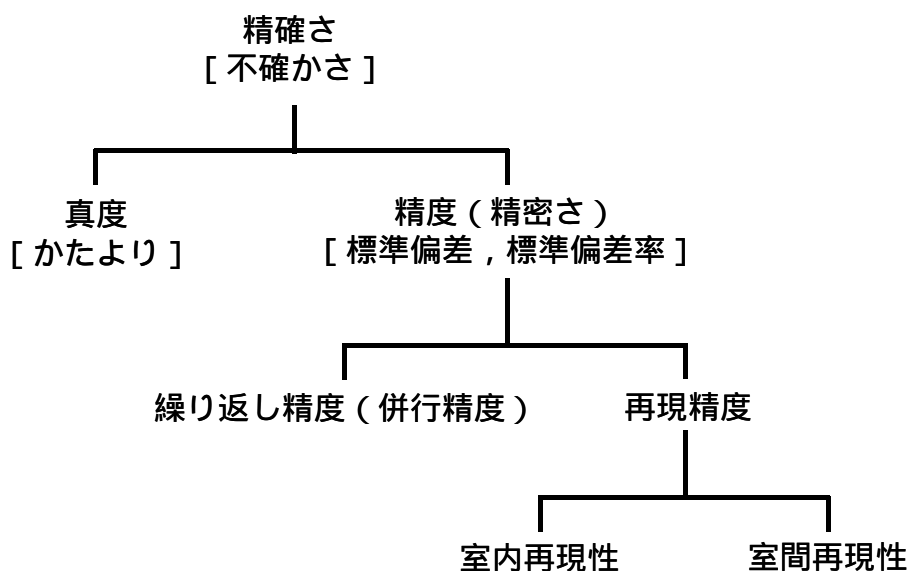 精確さ
[ 不確かさ ]
真度
[ かたより ]
精度 ( 精密さ )
[ 標準偏差 , 標準偏差率 ]
繰り返し精度 ( 併行精度 )
再現精度
室内再現性
室間再現性